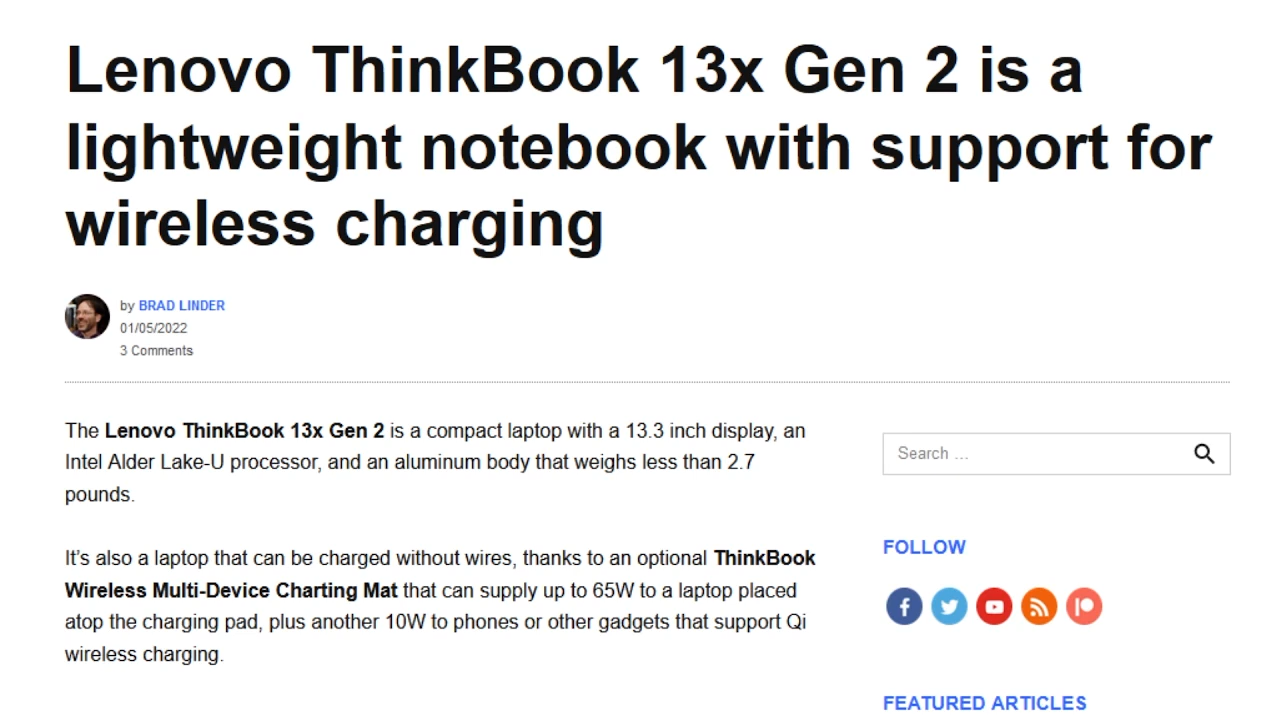 Lenovo ThinkBook 13x Gen 2 is a
lightweight notebook with support for
wireless charging
by BRAD LINDER
01/05/2022
3 Comments
The Lenovo ThinkBook 13x Gen 2 is a compact laptop with a 13.3 inch display, an
Intel Alder Lake-U processor, and an aluminum body that weighs less than 2.7
pounds.
It's also a laptop that can be charged without wires, thanks to an optional ThinkBook
Wireless Multi-Device Charting Mat that can supply up to 65W to a laptop placed
atop the charging pad, plus another 10W to phones or other gadgets that support Qi
wireless charging.
Search …
FOLLOW
FEATURED ARTICLES